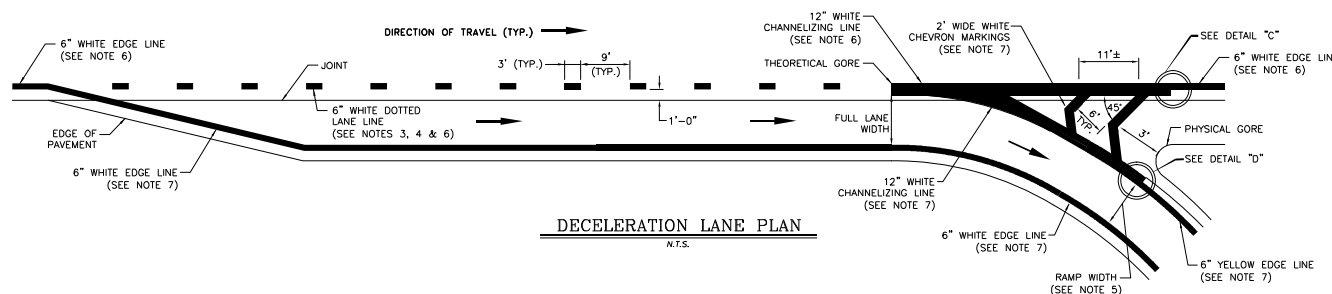 DIRECTION OF TRAVEL (TYP.)
6" WHITE EDGE LINE
(SEE NOTE 6)
JOINT
3' (TYP.)
9'
(TYP.)
12" WHITE
CHANNELIZING LINE
(SEE NOTE 6)
THEORETICAL GORE
2' WIDE WHITE
CHEVRON MARKINGS
(SEE NOTE 7)
11'±
SEE DETAIL "C"
6" WHITE EDGE LINE
(SEE NOTE 6)
EDGE OF
PAVEMENT
6" WHITE DOTTED
LANE LINE
(SEE NOTES 3, 4 & 6)
1'-0"
FULL LANE
WIDTH
45°
6'
TYP.
3'
PHYSICAL GORE
SEE DETAIL "D"
6" WHITE EDGE LINE
(SEE NOTE 7)
12" WHITE
CHANNELIZING LINE
(SEE NOTE 7)
DECELERATION LANE PLAN
N.T.S.
6" WHITE EDGE LINE
(SEE NOTE 7)
RAMP WIDTH
(SEE NOTE 5)
6" YELLOW EDGE LINE
(SEE NOTE 7)